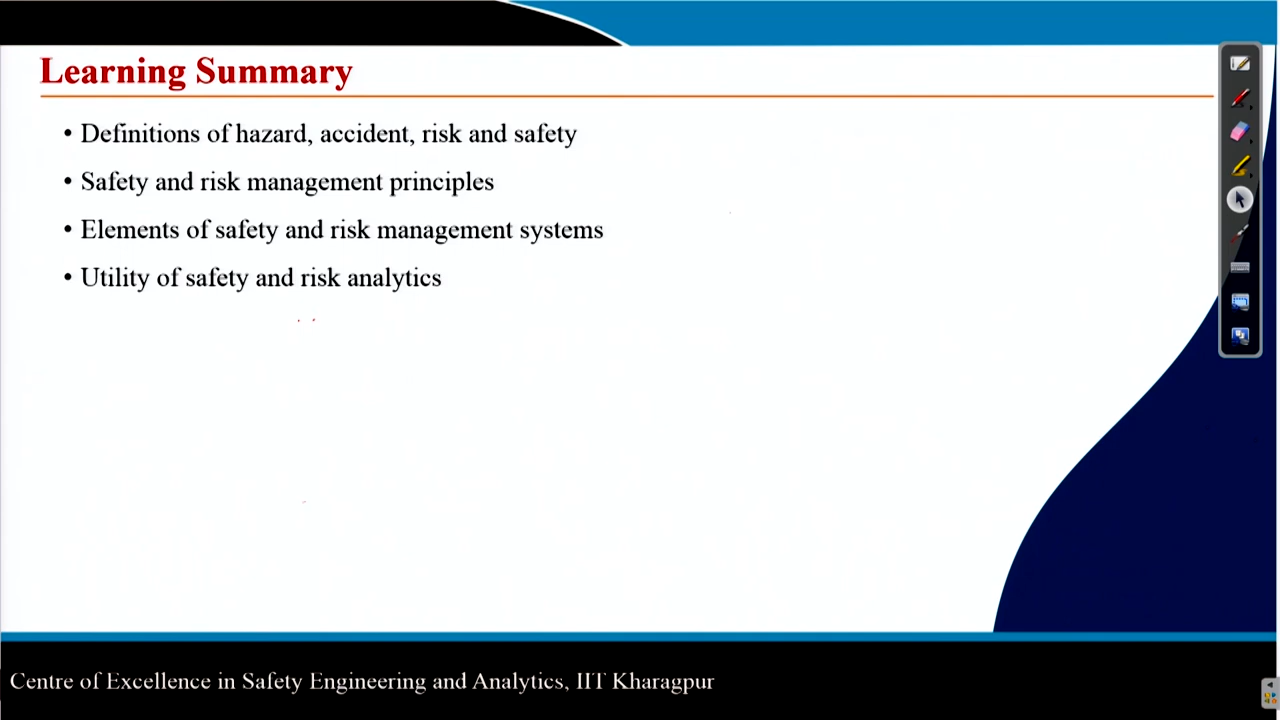 Learning Summary
• Definitions of hazard, accident, risk and safety
• Safety and risk management principles
• Elements of safety and risk management systems
• Utility of safety and risk analytics
Centre of Excellence in Safety Engineering and Analytics, IIT Kharagpur